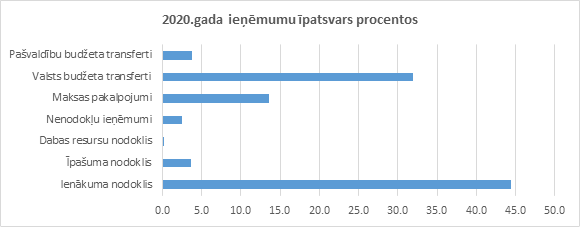 2020.gada ieņēmumu īpatsvars procentos
Pašvaldību budžeta transferti
Valsts budžeta transferti
Maksas pakalpojumi
Nenodokļu ieņēmumi
Dabas resursu nodoklis
Īpašuma nodoklis
Ienākuma nodoklis
0.0 5.0 10.0 15.0 20.0 25.0 30.0 35.0 40.0 45.0 50.0